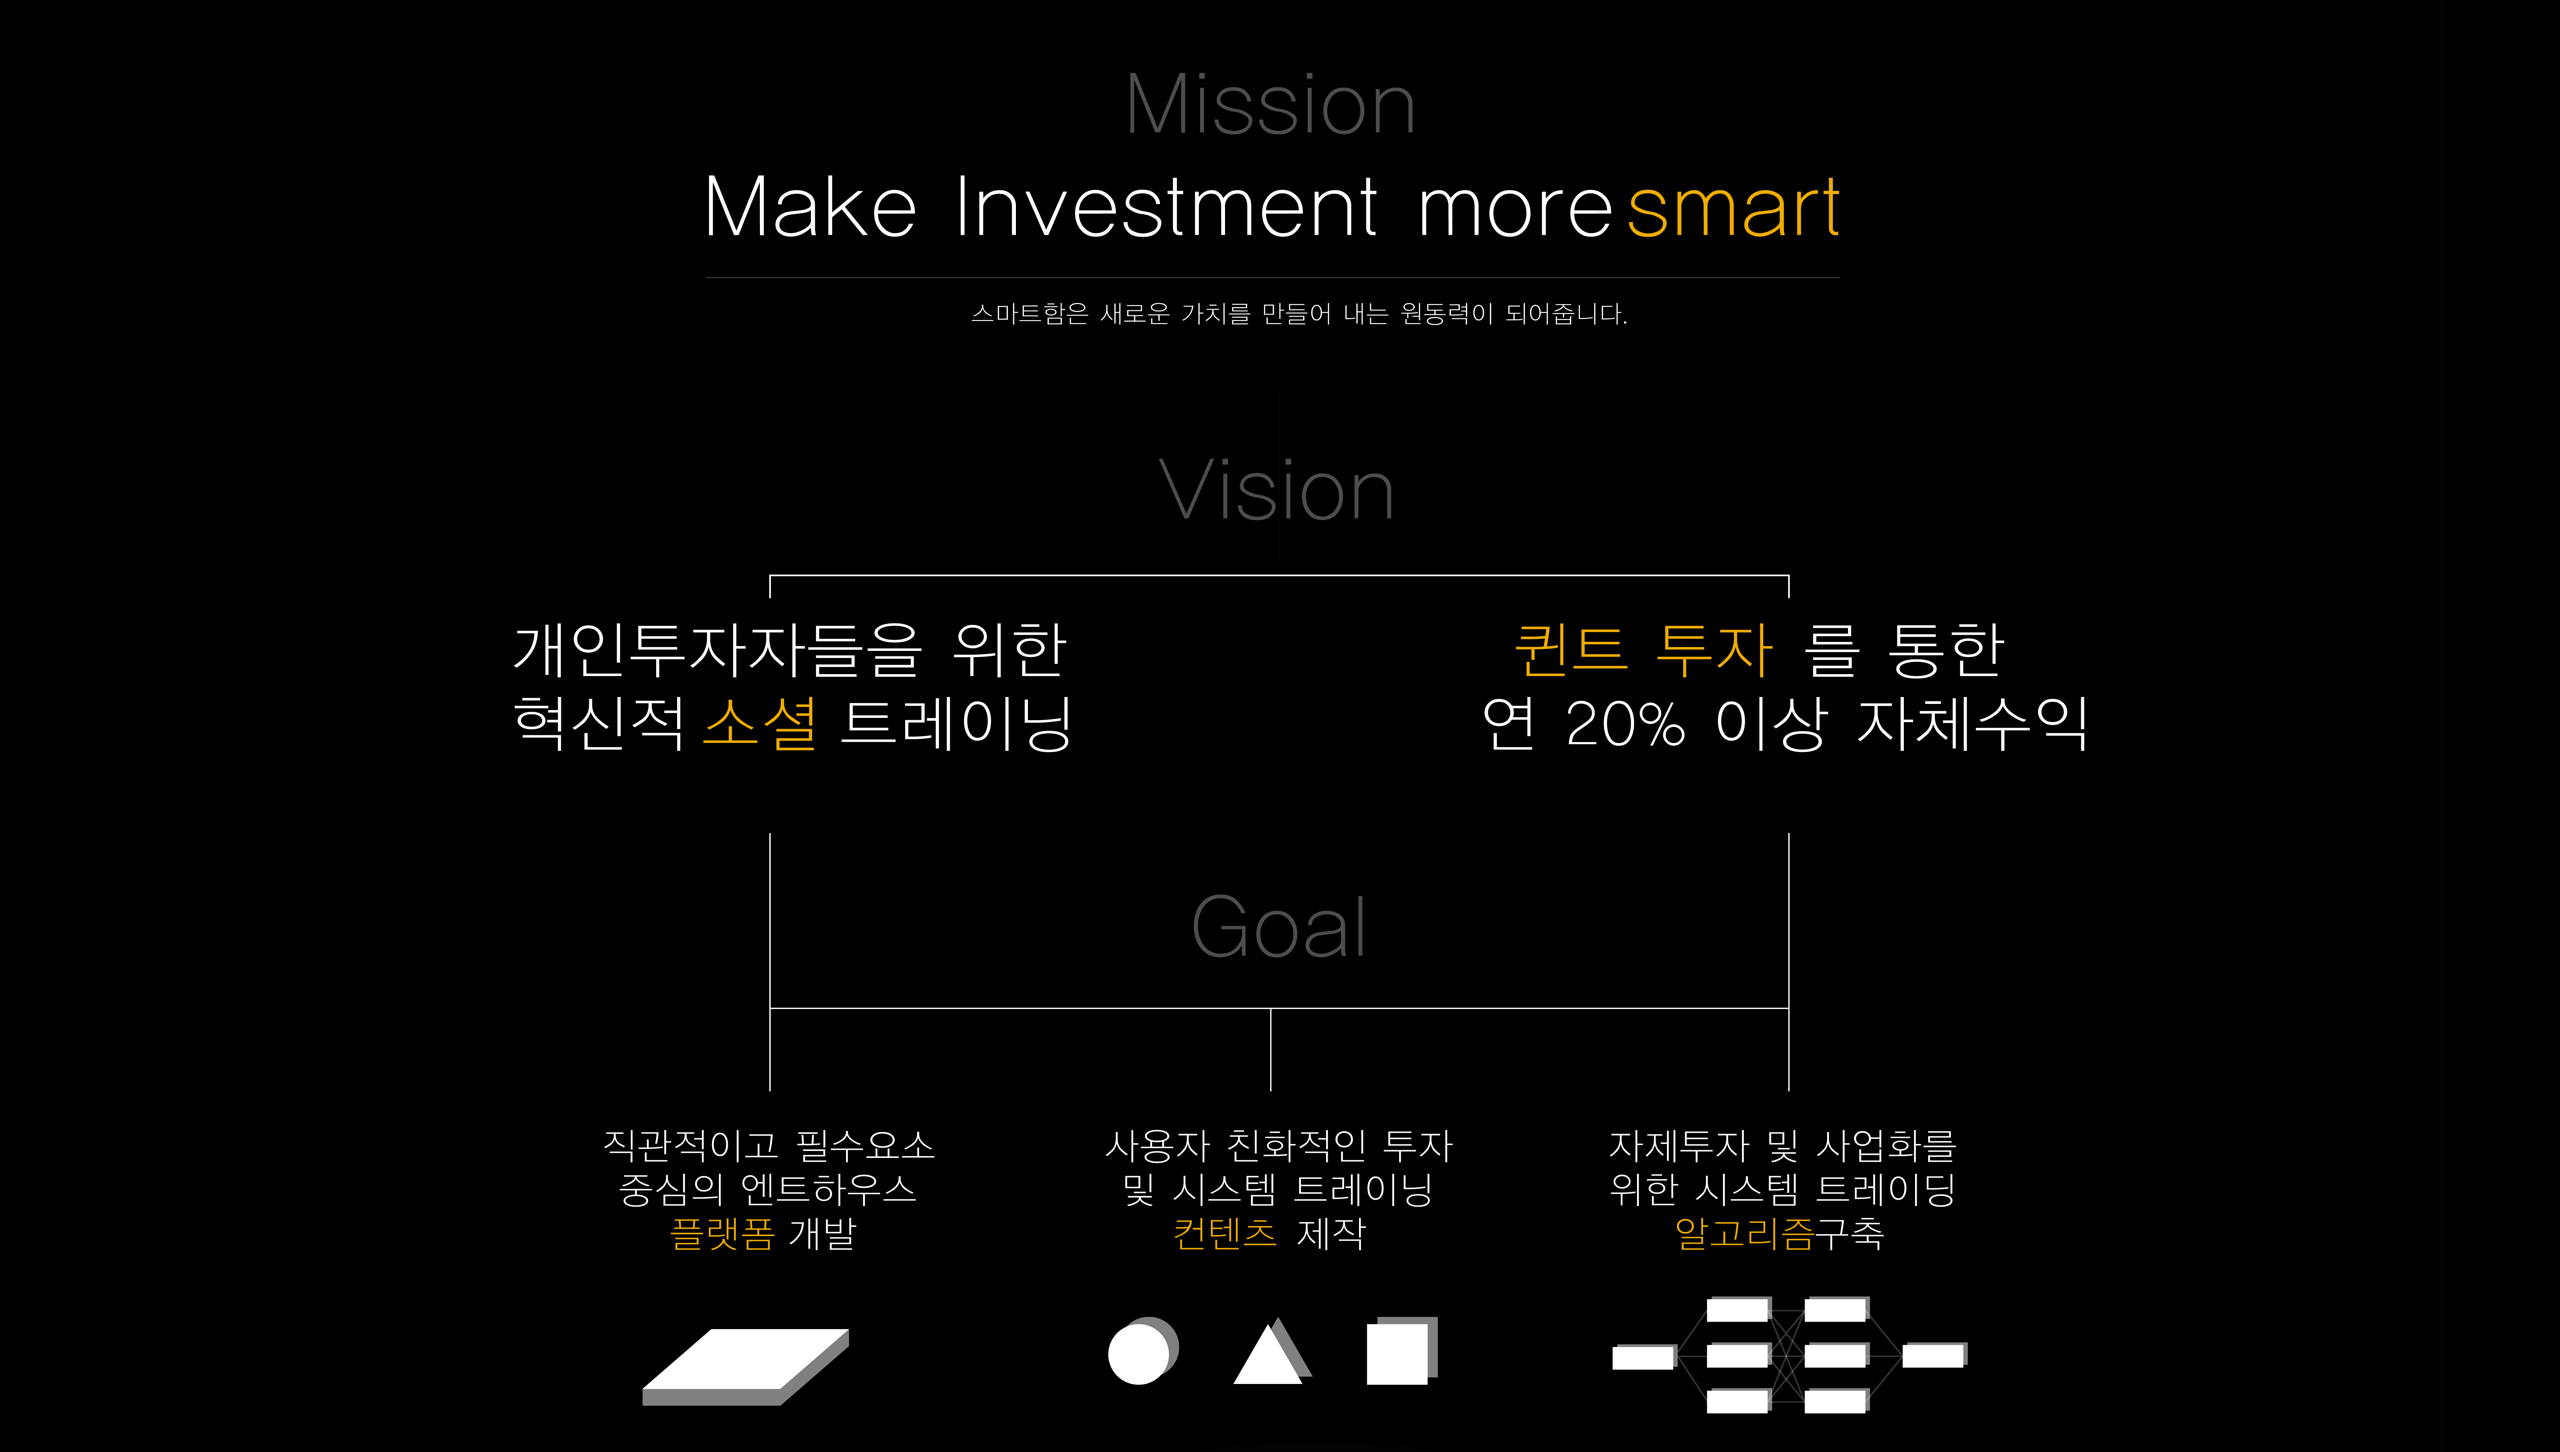 Mission
Make Investment more smart
스마트함은 새로운 가치를 만들어 내는 원동력이 되어줍니다.
Vision
개인투자자들을 위한
혁신적 소셜 트레이닝
퀸트 투자 를 통한
연 20% 이상 자체수익
Goal
직관적이고 필수요소
중심의 엔트하우스
플랫폼 개발
사용자 친화적인 투자
및 시스템 트레이닝
컨텐츠 제작
자제투자 및 사업화를
위한 시스템 트레이딩
알고리즘구축